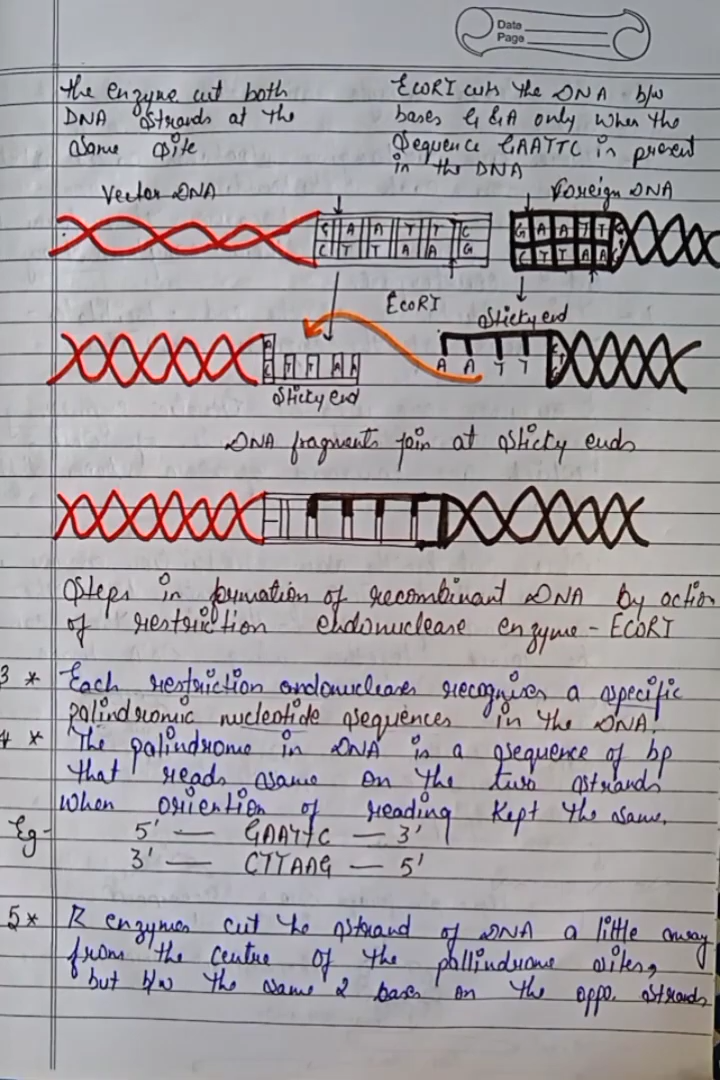 Date
Page
the enzyme cut both
DNA strands at the
same site
EcoRI cuts the DNA b/w
bases G & A only when the
sequence GAATTC is present
in the DNA
Vector DNA
Foreign DNA
G A A T T C
C T T A A G
G A A T T C
C T T A A G
EcoRI
Sticky end
A A T T
T T A A
Sticky end
DNA fragments join at sticky ends
Steps in formation of recombinant DNA by action
of restriction endonuclease enzyme - ECORI
3 * Each restriction endonucleases recognises a specific
palindromic nucleotide sequences in the DNA.
4 * The palindrome in DNA is a sequence of bp
that reads same on the two strands
when oriention of reading kept the same.
Eg - 5' — GAATTC — 3'
3' — CTTAAG — 5'
5 * R enzymes cut the strand of DNA a little away
from the centre of the pallindrome sites,
but b/w the same 2 bases on the oppo. strands